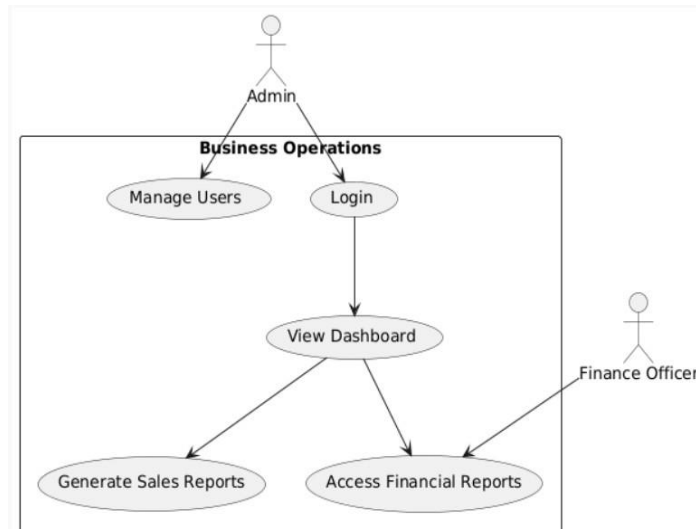 Admin
Business Operations
Manage Users
Login
View Dashboard
Finance Officer
Generate Sales Reports
Access Financial Reports